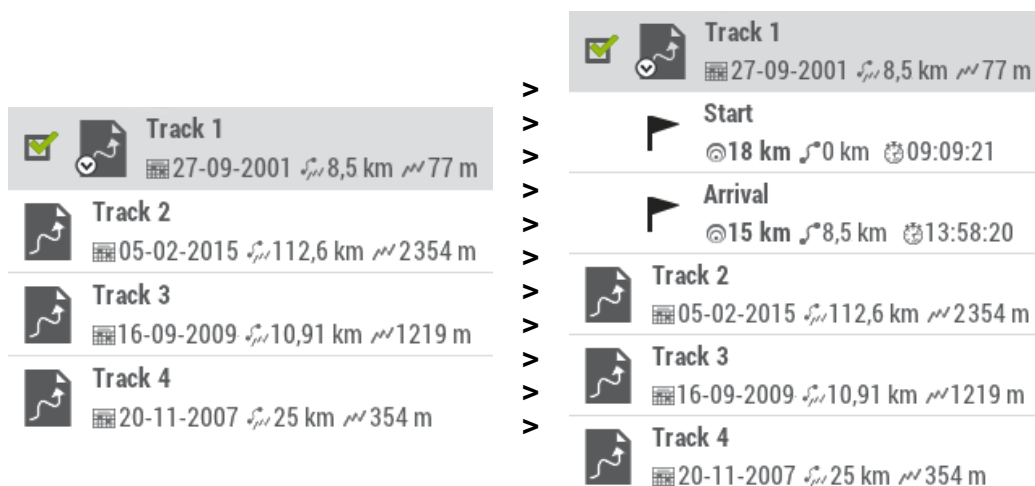 Track 1
27-09-2001 8,5 km 77 m
Track 2
05-02-2015 112,6 km 2354 m
Track 3
16-09-2009 10,91 km 1219 m
Track 4
20-11-2007 25 km 354 m
>
>
>
>
>
>
>
>
>
>
>
Track 1
27-09-2001 8,5 km 77 m
Start
18 km 0 km 09:09:21
Arrival
15 km 8,5 km 13:58:20
Track 2
05-02-2015 112,6 km 2354 m
Track 3
16-09-2009 10,91 km 1219 m
Track 4
20-11-2007 25 km 354 m